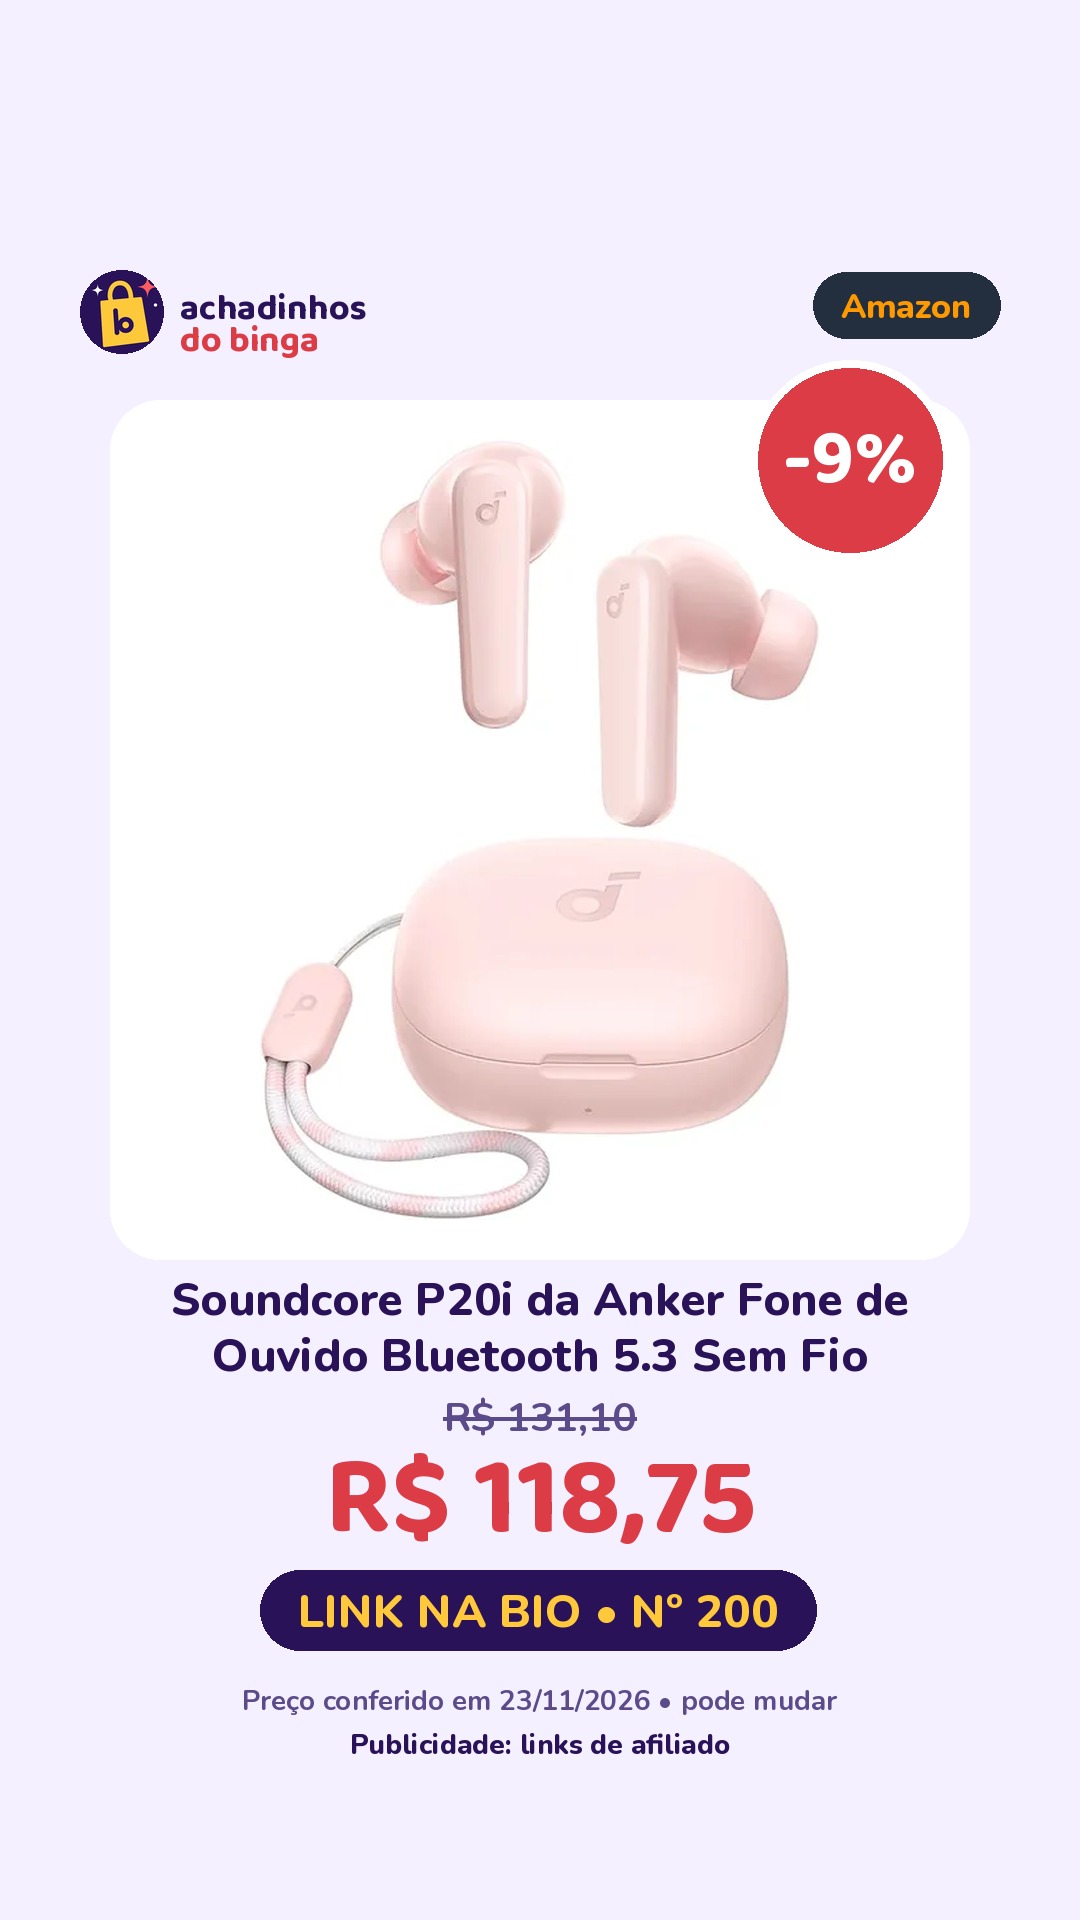 achadinhos
do binga
Amazon
-9%
Soundcore P20i da Anker Fone de
Ouvido Bluetooth 5.3 Sem Fio
R$ 131,10
R$ 118,75
LINK NA BIO • Nº 200
Preço conferido em 23/11/2026 • pode mudar
Publicidade: links de afiliado